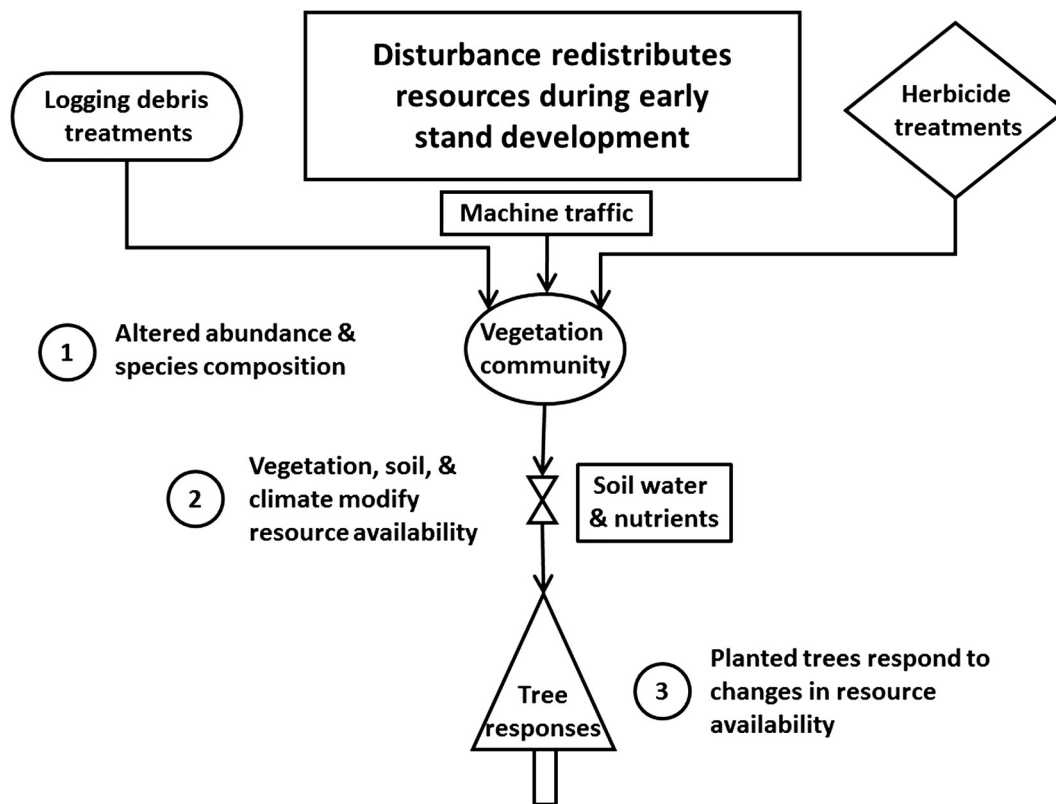 Disturbance redistributes
resources during early
stand development
Logging debris
treatments
Herbicide
treatments
Machine traffic
Vegetation
community
1
Altered abundance &
species composition
2
Vegetation, soil, &
climate modify
resource availability
Soil water
& nutrients
Tree
responses
3
Planted trees respond to
changes in resource
availability